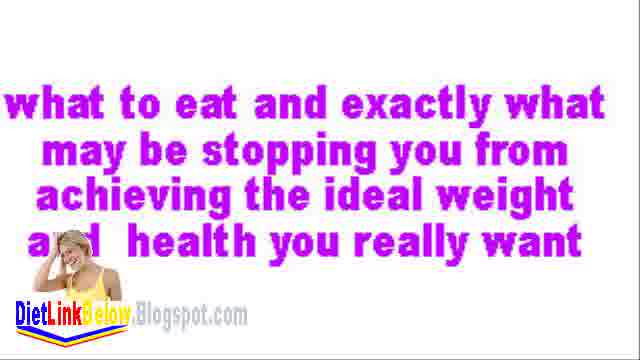 what to eat and exactly what
may be stopping you from
achieving the ideal weight
and health you really want
DietLinkBelow.Blogspot.com